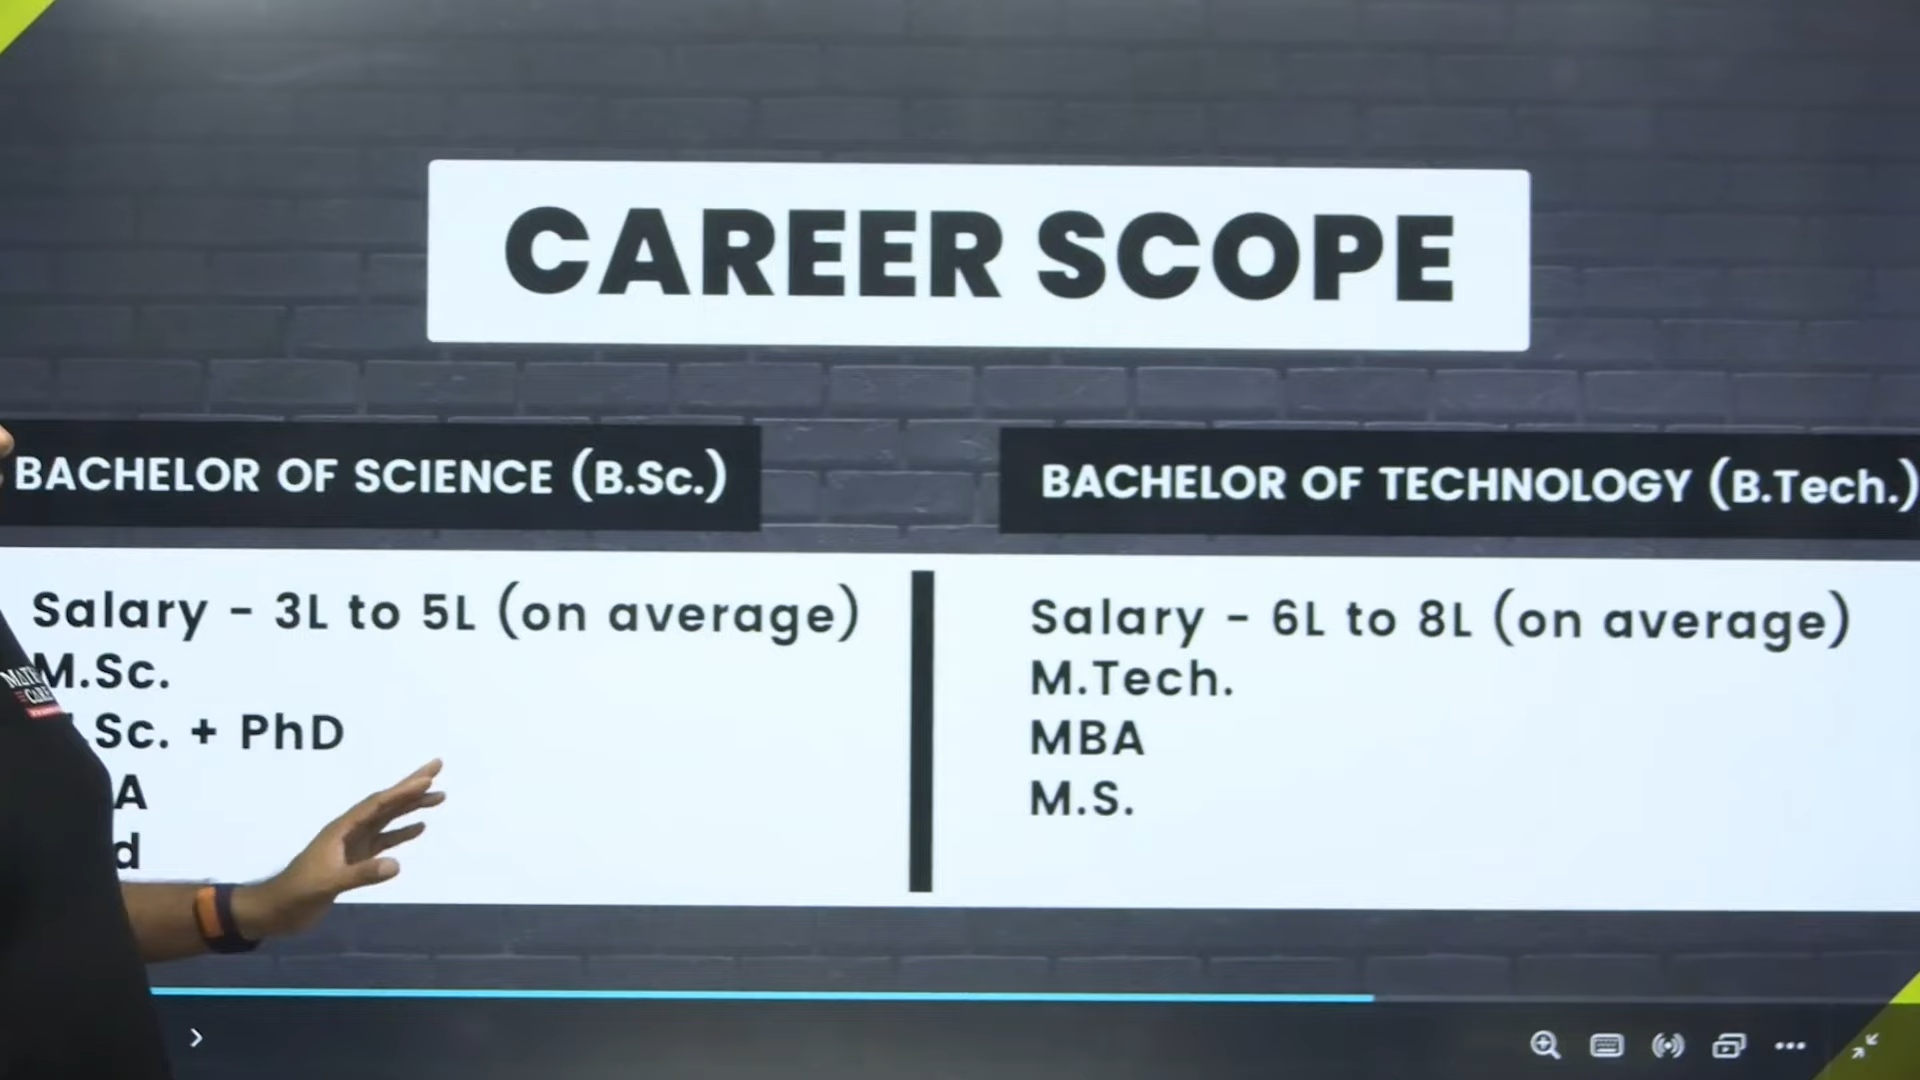 CAREER SCOPE
BACHELOR OF SCIENCE (B.Sc.)
Salary - 3L to 5L (on average)
M.Sc.
.Sc. + PhD
A
d
BACHELOR OF TECHNOLOGY (B.Tech.)
Salary - 6L to 8L (on average)
M.Tech.
MBA
M.S.